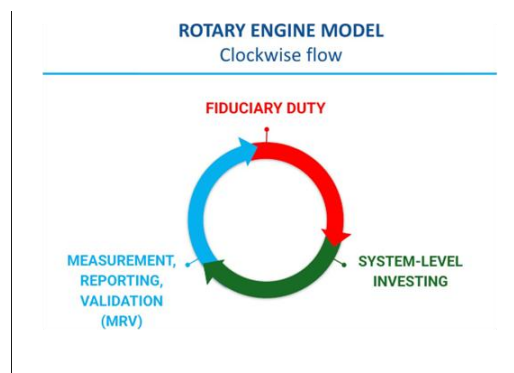 ROTARY ENGINE MODEL
Clockwise flow
FIDUCIARY DUTY
MEASUREMENT,
REPORTING,
VALIDATION
(MRV)
SYSTEM-LEVEL
INVESTING